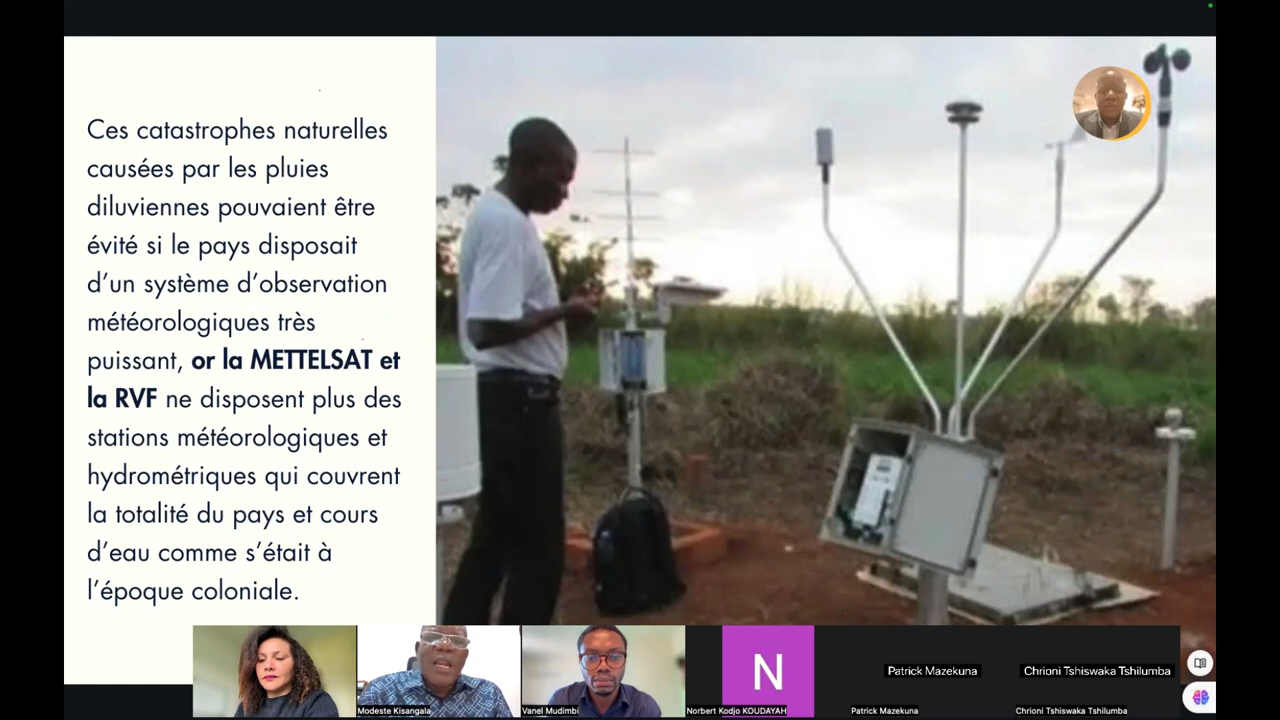 Ces catastrophes naturelles
causées par les pluies
diluviennes pouvaient être
évité si le pays disposait
d’un système d’observation
météorologiques très
puissant, or la METTELSAT et
la RVF ne disposent plus des
stations météorologiques et
hydrométriques qui couvrent
la totalité du pays et cours
d’eau comme s’était à
l’époque coloniale.
N
Patrick Mazekuna
Chrioni Tshiswaka Tshilumba
Modeste Kisangala
Vanel Mudimbi
Norbert Kodjo KOUDAYAH
Patrick Mazekuna
Chrioni Tshiswaka Tshilumba